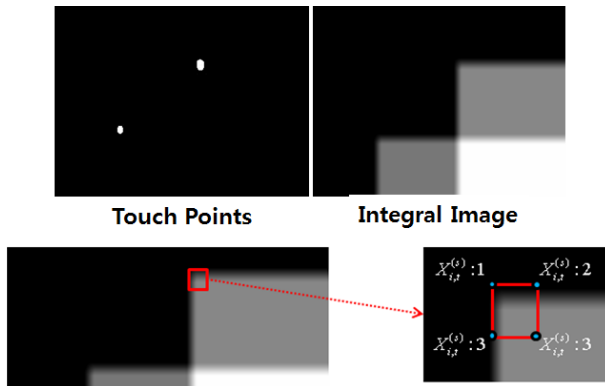 Touch Points
Integral Image
X_{i,t}^{(s)}:1 X_{i,t}^{(s)}:2
X_{i,t}^{(s)}:3 X_{i,t}^{(s)}:3